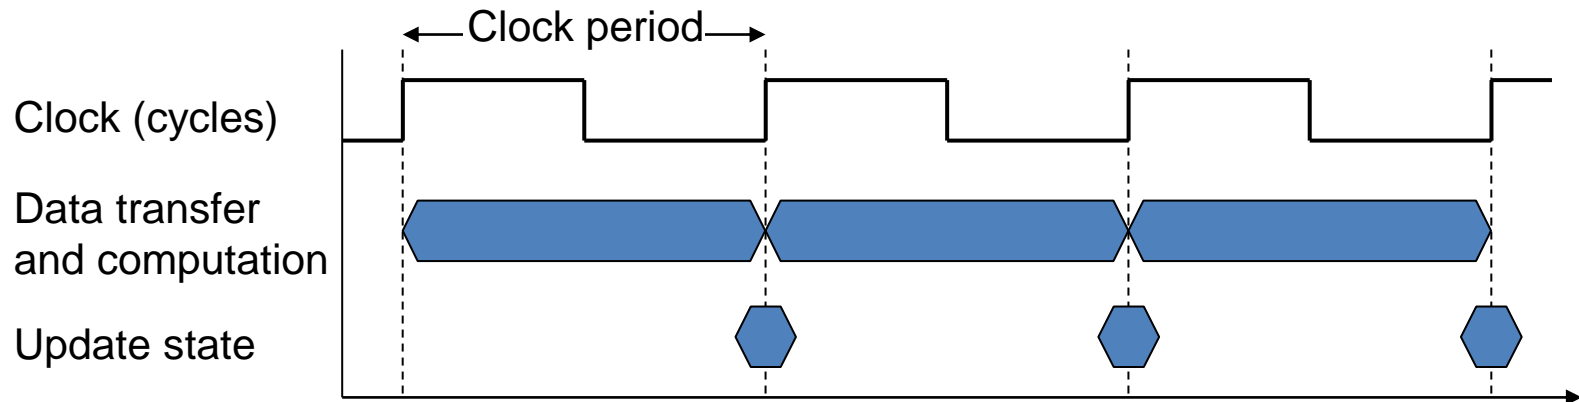 Clock period
Clock (cycles)
Data transfer
and computation
Update state